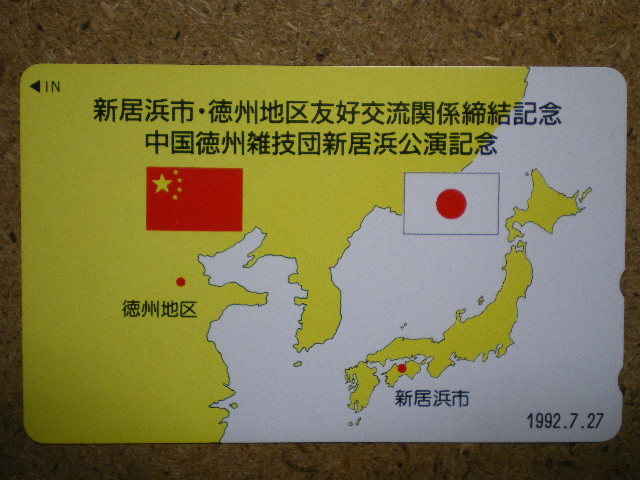 ◀IN
新居浜市・徳州地区友好交流関係締結記念
中国徳州雑技団新居浜公演記念
徳州地区
新居浜市
1992.7.27